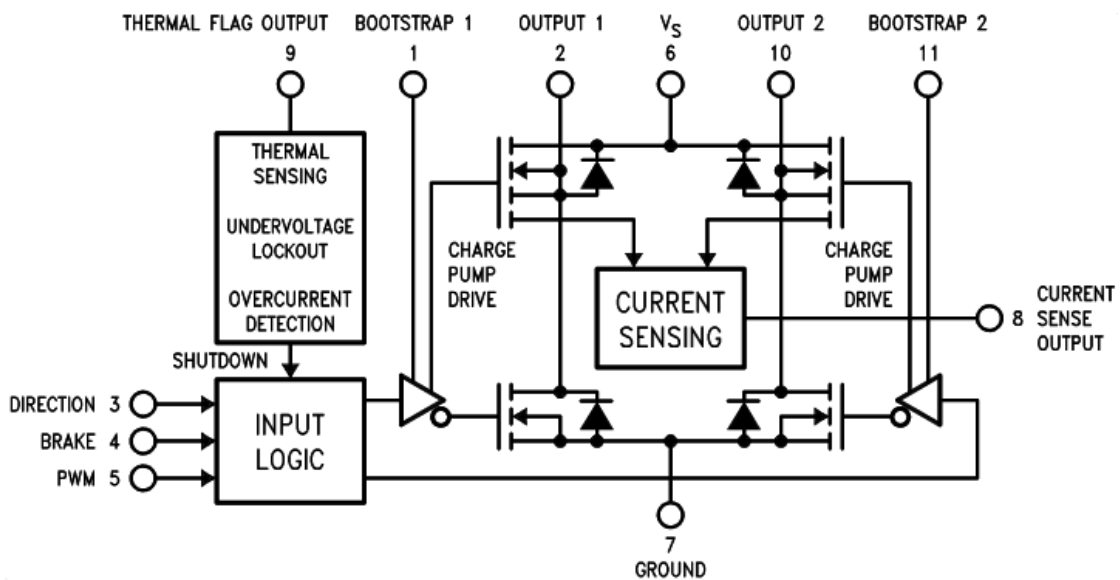 THERMAL FLAG OUTPUT
9
BOOTSTRAP 1
1
OUTPUT 1
2
VS
6
OUTPUT 2
10
BOOTSTRAP 2
11
THERMAL
SENSING
UNDERVOLTAGE
LOCKOUT
OVERCURRENT
DETECTION
CHARGE
PUMP
DRIVE
CURRENT
SENSING
CHARGE
PUMP
DRIVE
8 CURRENT
SENSE
OUTPUT
SHUTDOWN
DIRECTION 3
BRAKE 4
PWM 5
INPUT
LOGIC
7
GROUND